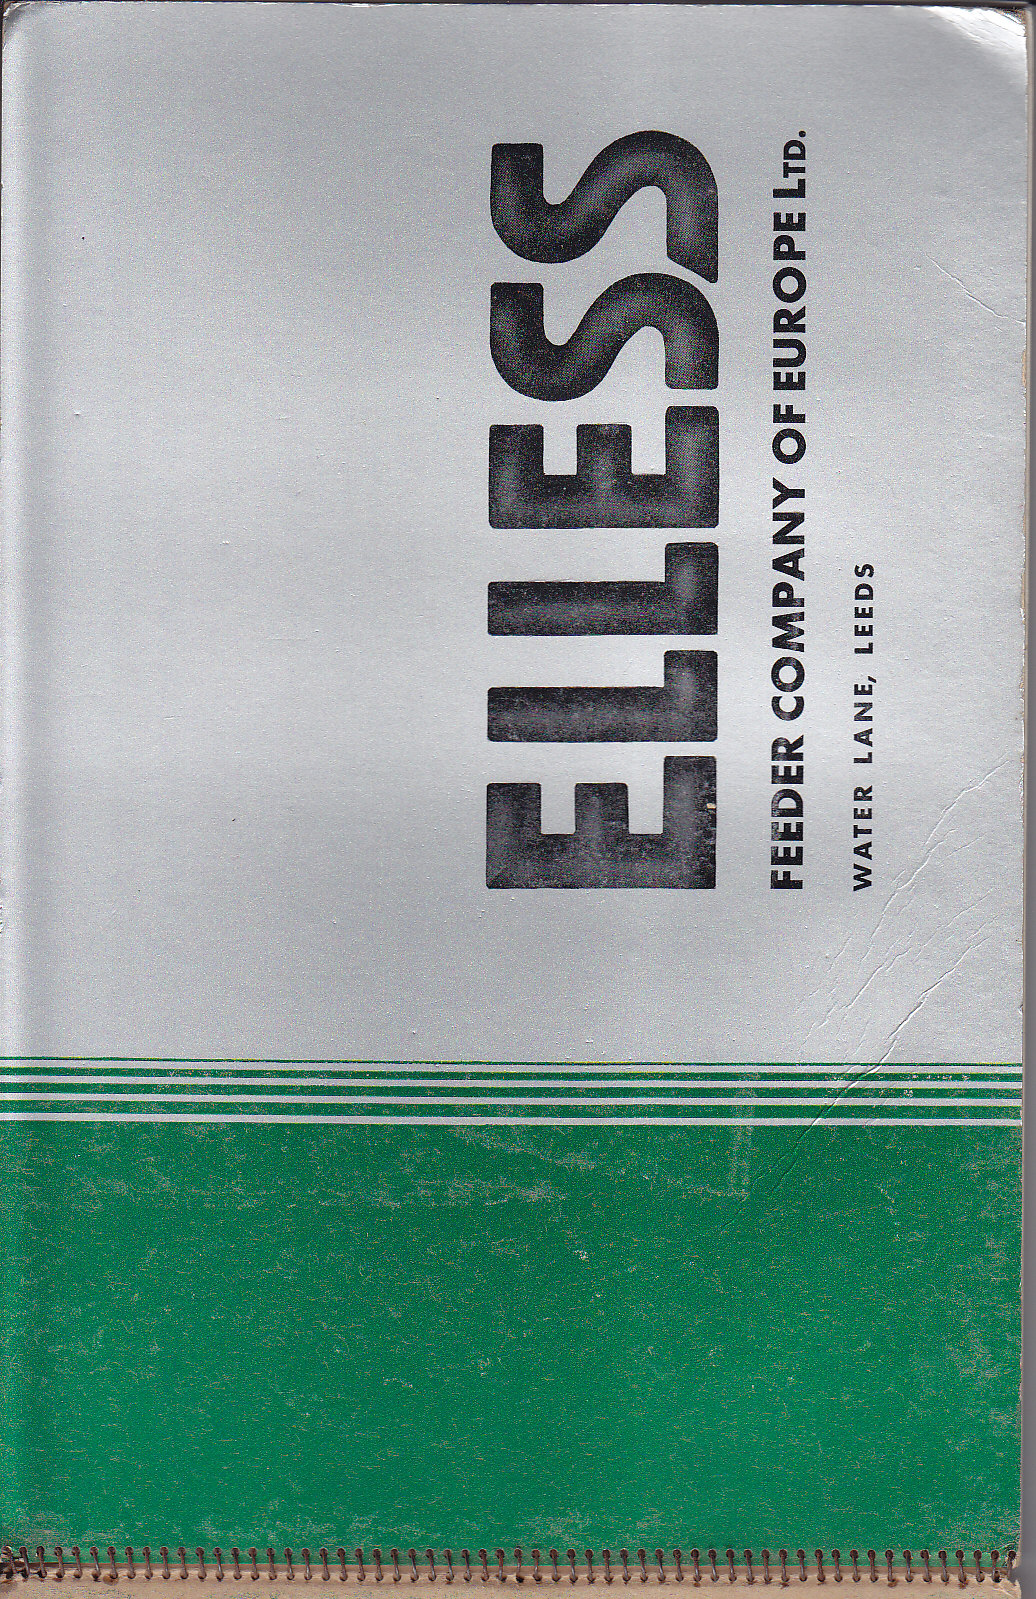 ELLESS
FEEDER COMPANY OF EUROPE LTD.
WATER LANE, LEEDS